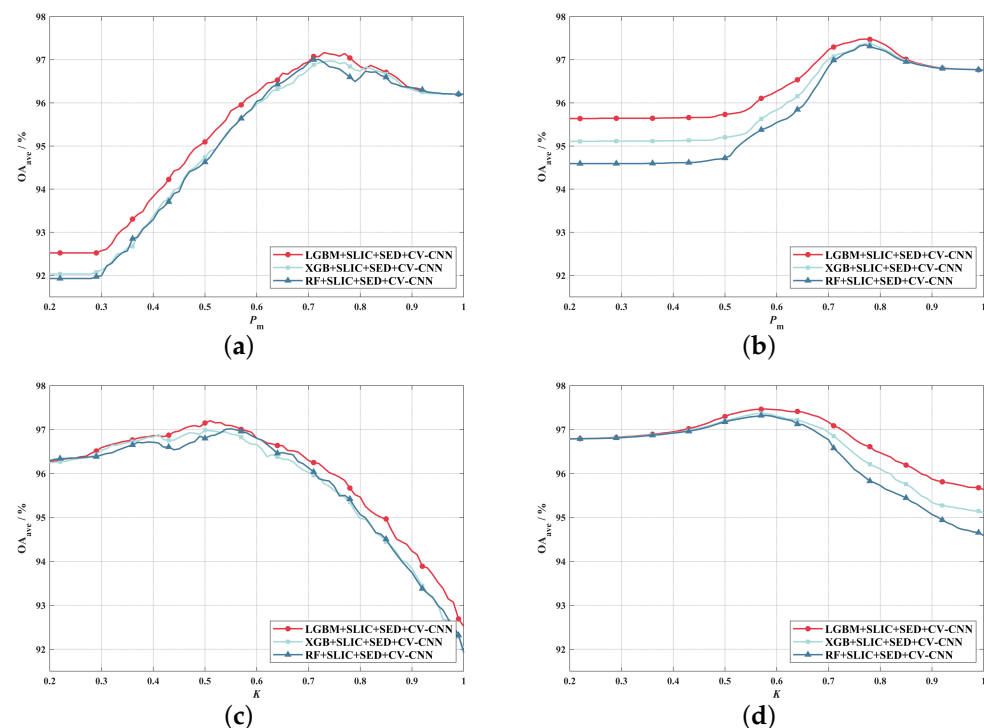 98
97
96
95
94
93
92
OA_ave / %
LGBM+SLIC+SED+CV-CNN
XGB+SLIC+SED+CV-CNN
RF+SLIC+SED+CV-CNN
0.2 0.3 0.4 0.5 0.6 0.7 0.8 0.9 1
P_m
(a)
98
97
96
95
94
93
92
OA_ave / %
LGBM+SLIC+SED+CV-CNN
XGB+SLIC+SED+CV-CNN
RF+SLIC+SED+CV-CNN
0.2 0.3 0.4 0.5 0.6 0.7 0.8 0.9 1
P_m
(b)
98
97
96
95
94
93
92
OA_ave / %
LGBM+SLIC+SED+CV-CNN
XGB+SLIC+SED+CV-CNN
RF+SLIC+SED+CV-CNN
0.2 0.3 0.4 0.5 0.6 0.7 0.8 0.9 1
K
(c)
98
97
96
95
94
93
92
OA_ave / %
LGBM+SLIC+SED+CV-CNN
XGB+SLIC+SED+CV-CNN
RF+SLIC+SED+CV-CNN
0.2 0.3 0.4 0.5 0.6 0.7 0.8 0.9 1
K
(d)